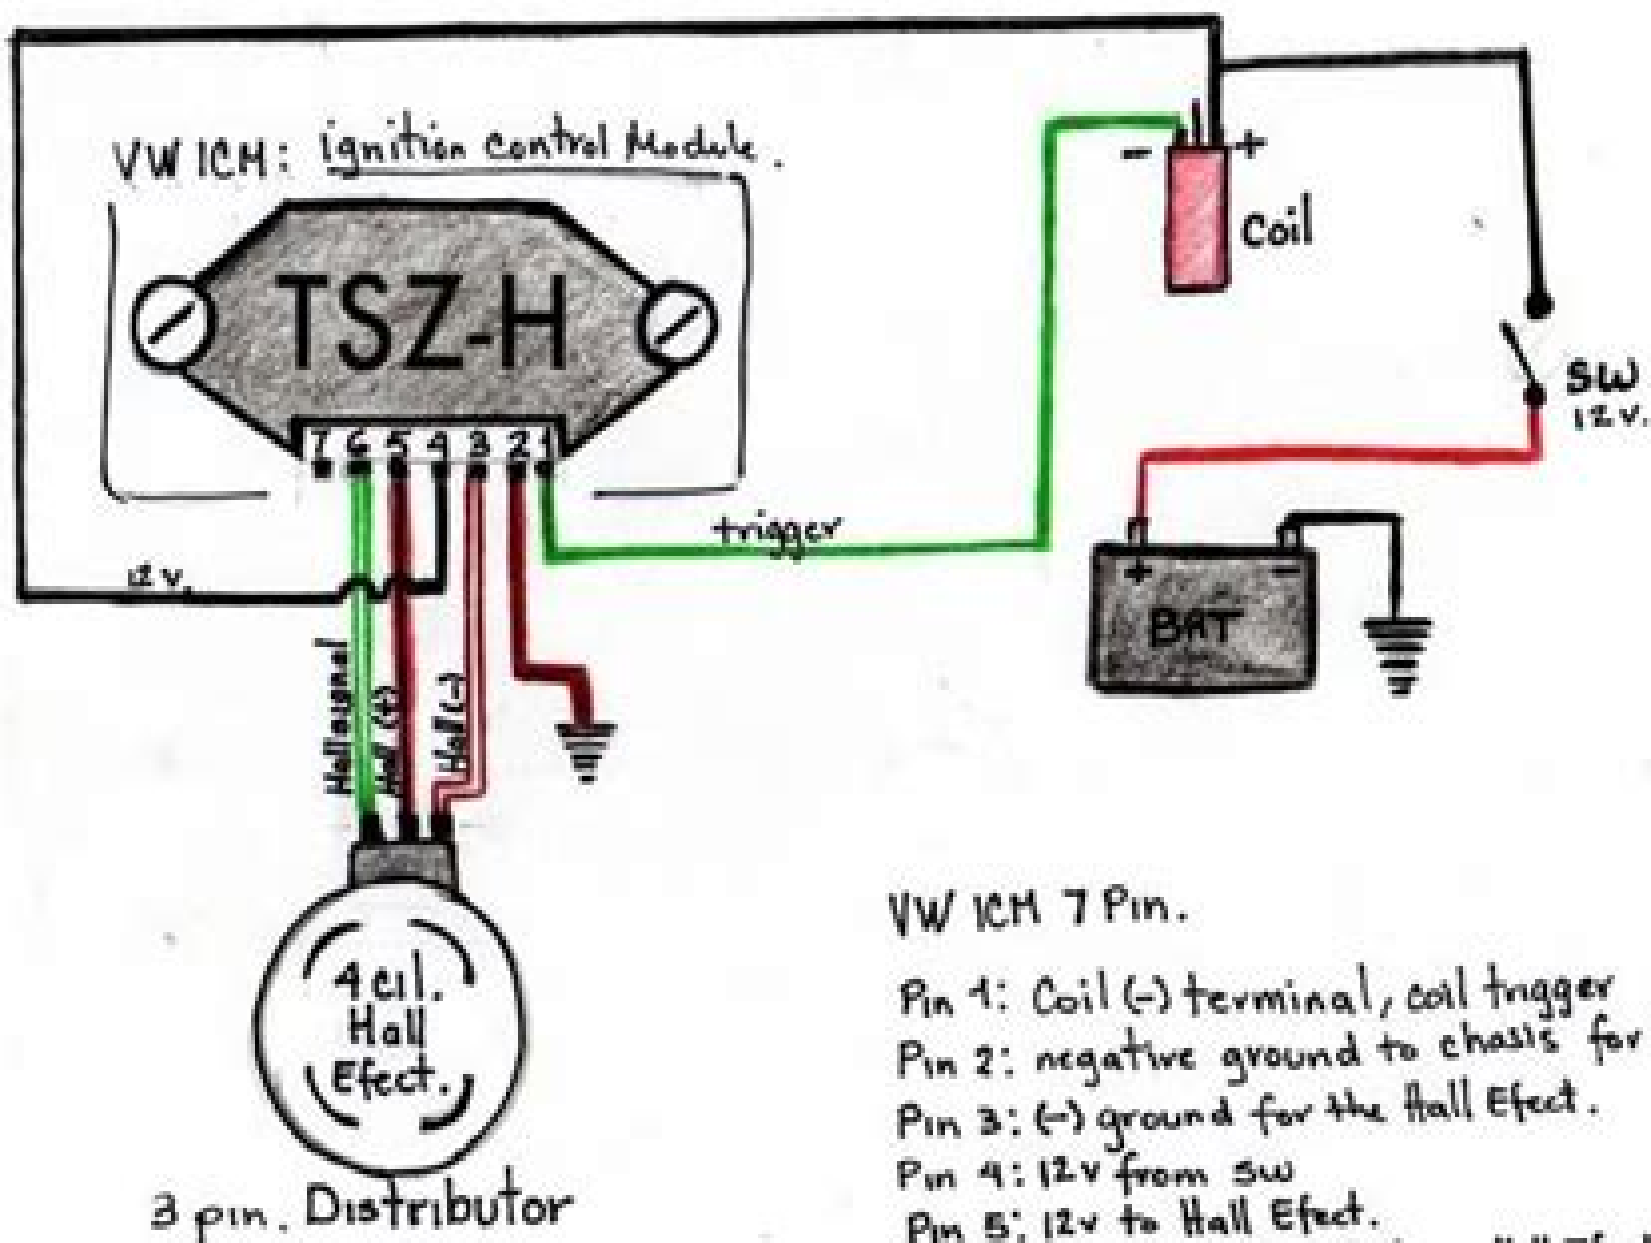 VW ICM: ignition control Module.
TSZ-H
7 6 5 4 3 2 1
- +
Coil
SW
12 v.
trigger
12 v.
+ -
BAT
Hall signal
Hall (+)
Hall (-)
4 cil.
Hall
Efect.
3 pin. Distributor
VW ICM 7 Pin.
Pin 1: Coil (-) terminal, coil trigger
Pin 2: negative ground to chasis for
Pin 3: (-) ground for the Hall Efect.
Pin 4: 12v from SW
Pin 5: 12v to Hall Efect.